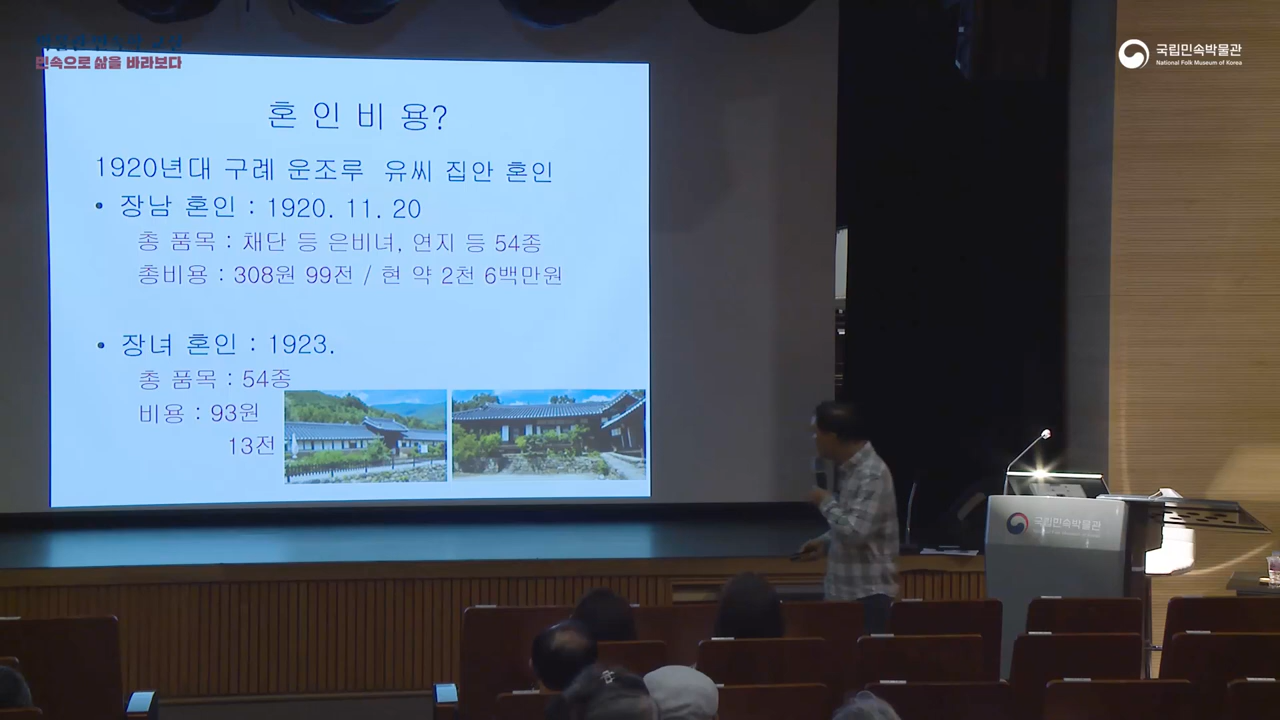 민속으로 삶을 바라보다
국립민속박물관
National Folk Museum of Korea
혼 인 비 용?
1920년대 구례 운조루 유씨 집안 혼인
• 장남 혼인 : 1920. 11. 20
총 품목 : 채단 등 은비녀, 연지 등 54종
총비용 : 308원 99전 / 현 약 2천 6백만원
• 장녀 혼인 : 1923.
총 품목 : 54종
비용 : 93원
13전
국립민속박물관